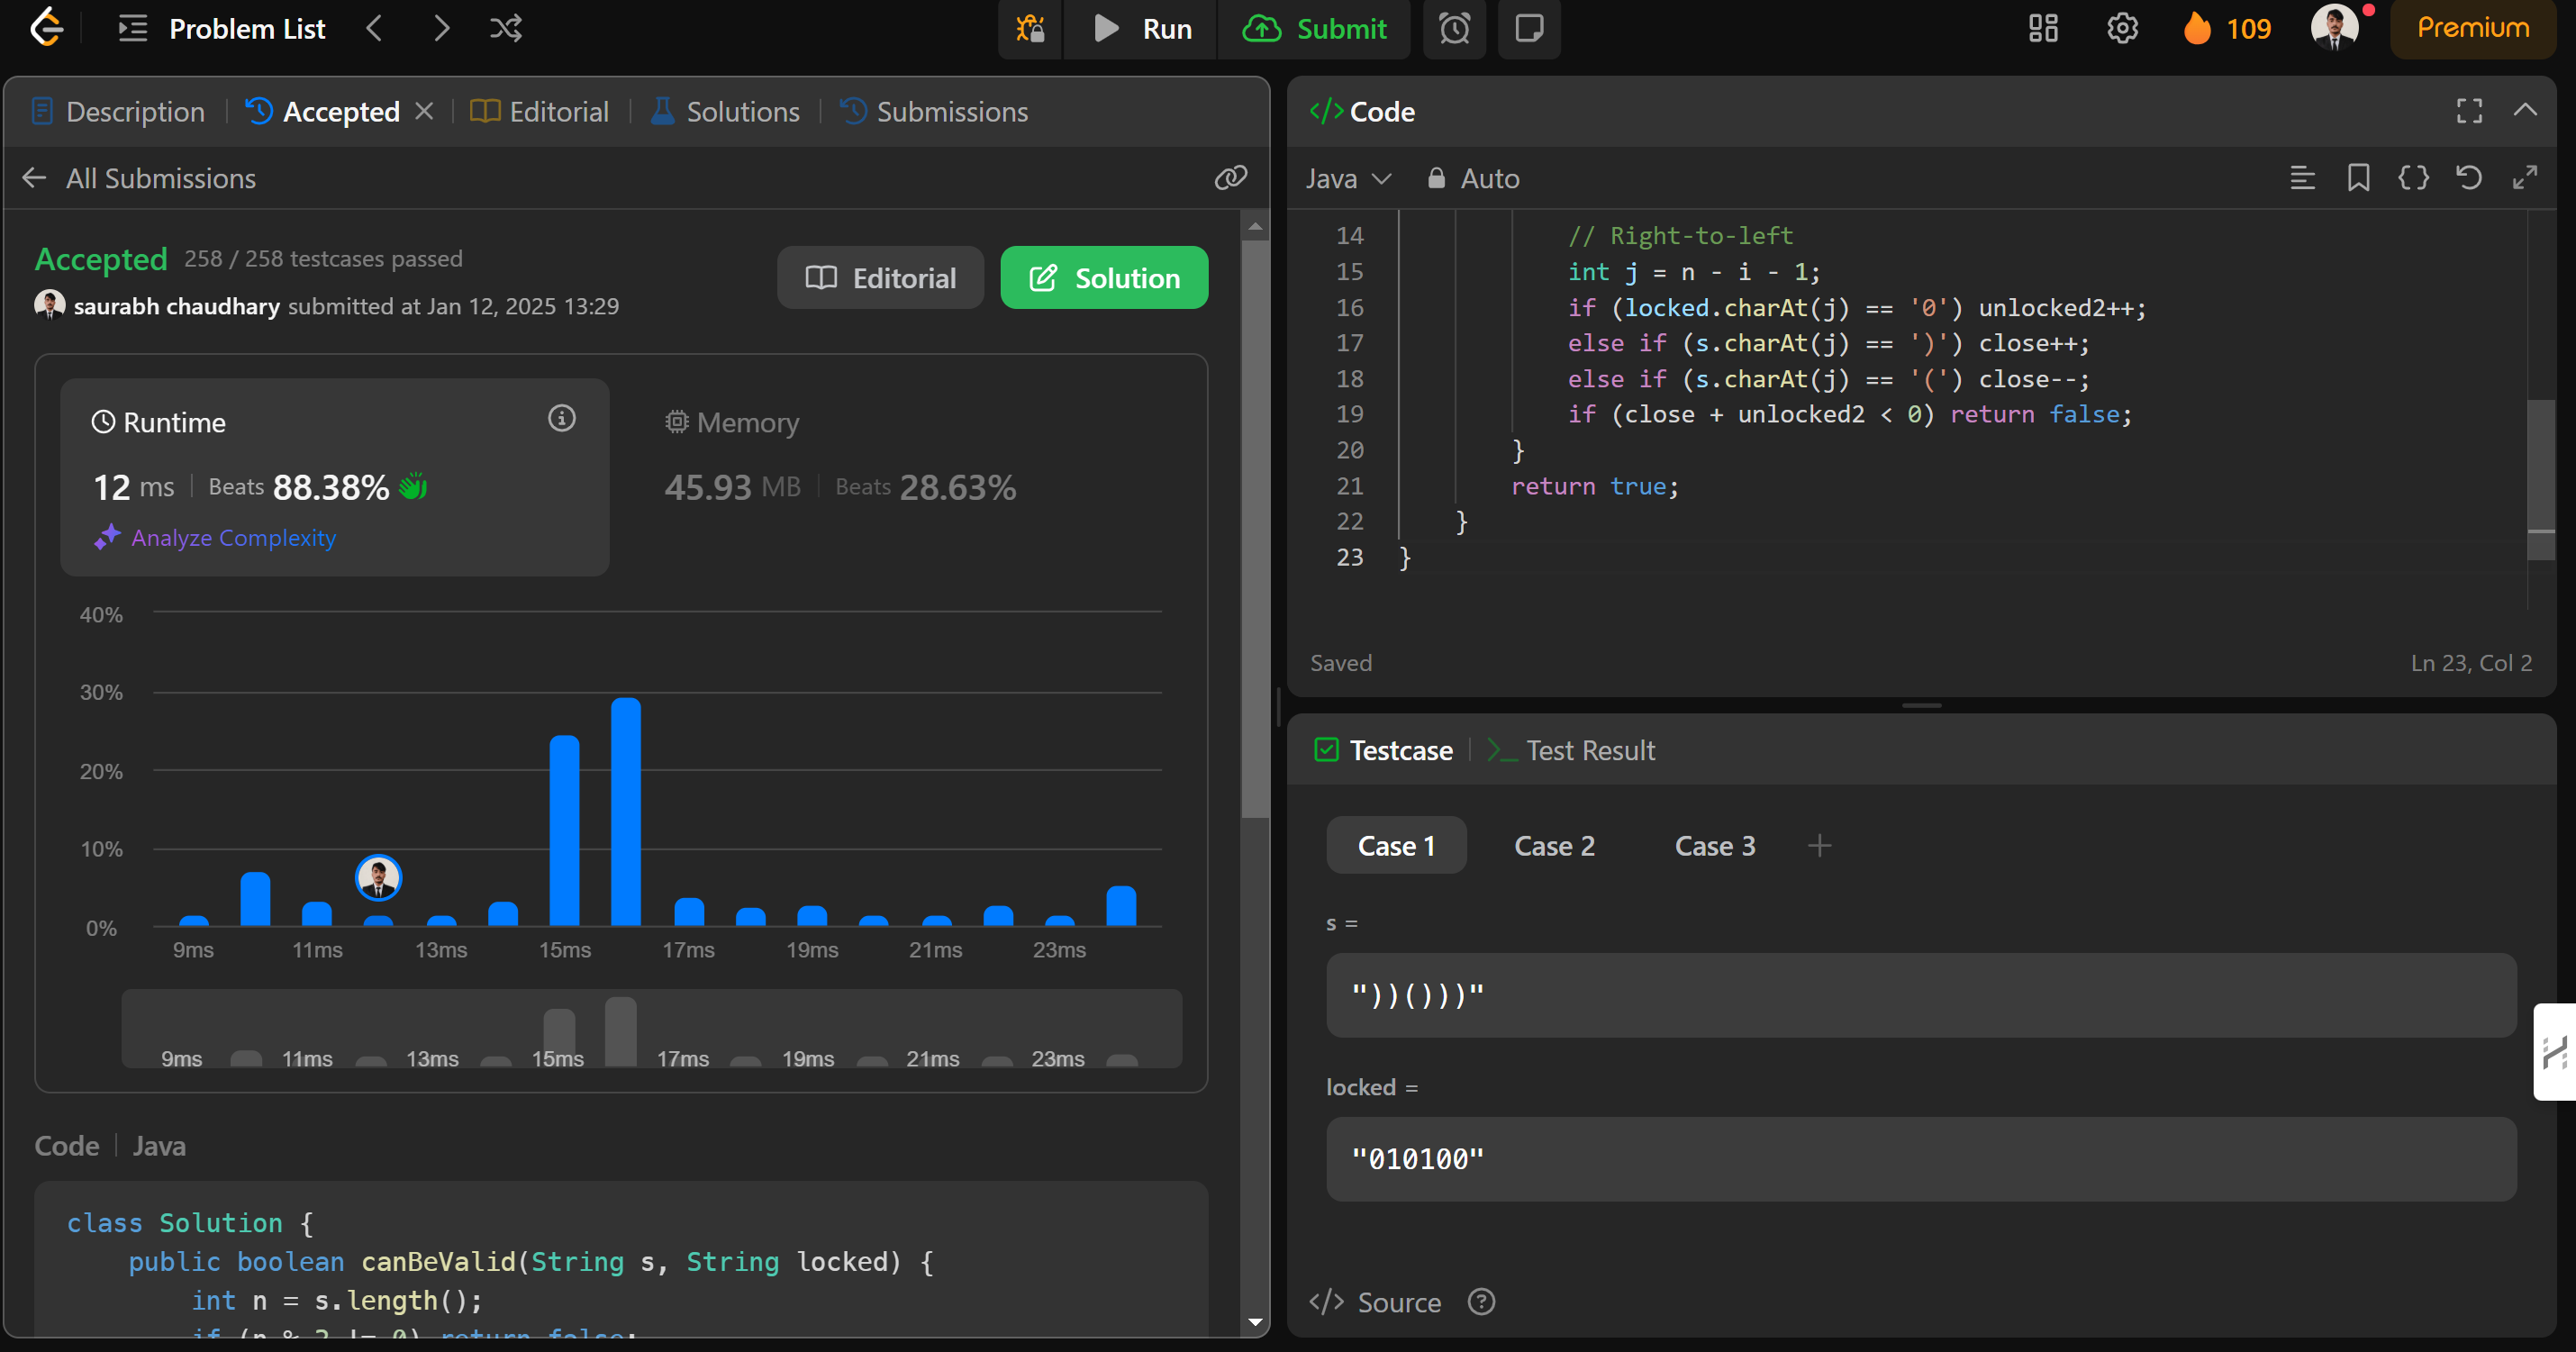 Problem List
Run
Submit
109
Premium
Description
Accepted
Editorial
Solutions
Submissions
All Submissions
Accepted 258 / 258 testcases passed
saurabh chaudhary submitted at Jan 12, 2025 13:29
Editorial
Solution
Runtime
12 ms Beats 88.38%
Analyze Complexity
Memory
45.93 MB Beats 28.63%
40%
30%
20%
10%
0%
9ms 11ms 13ms 15ms 17ms 19ms 21ms 23ms
9ms 11ms 13ms 15ms 17ms 19ms 21ms 23ms
Code Java
class Solution {
public boolean canBeValid(String s, String locked) {
int n = s.length();
if (n % 2 != 0) return false;
</> Code
Java Auto
14 // Right-to-left
15 int j = n - i - 1;
16 if (locked.charAt(j) == '0') unlocked2++;
17 else if (s.charAt(j) == ')') close++;
18 else if (s.charAt(j) == '(') close--;
19 if (close + unlocked2 < 0) return false;
20 }
21 return true;
22 }
23 }
Saved
Ln 23, Col 2
Testcase
Test Result
Case 1 Case 2 Case 3 +
s =
"))()))"
locked =
"010100"
</> Source ?